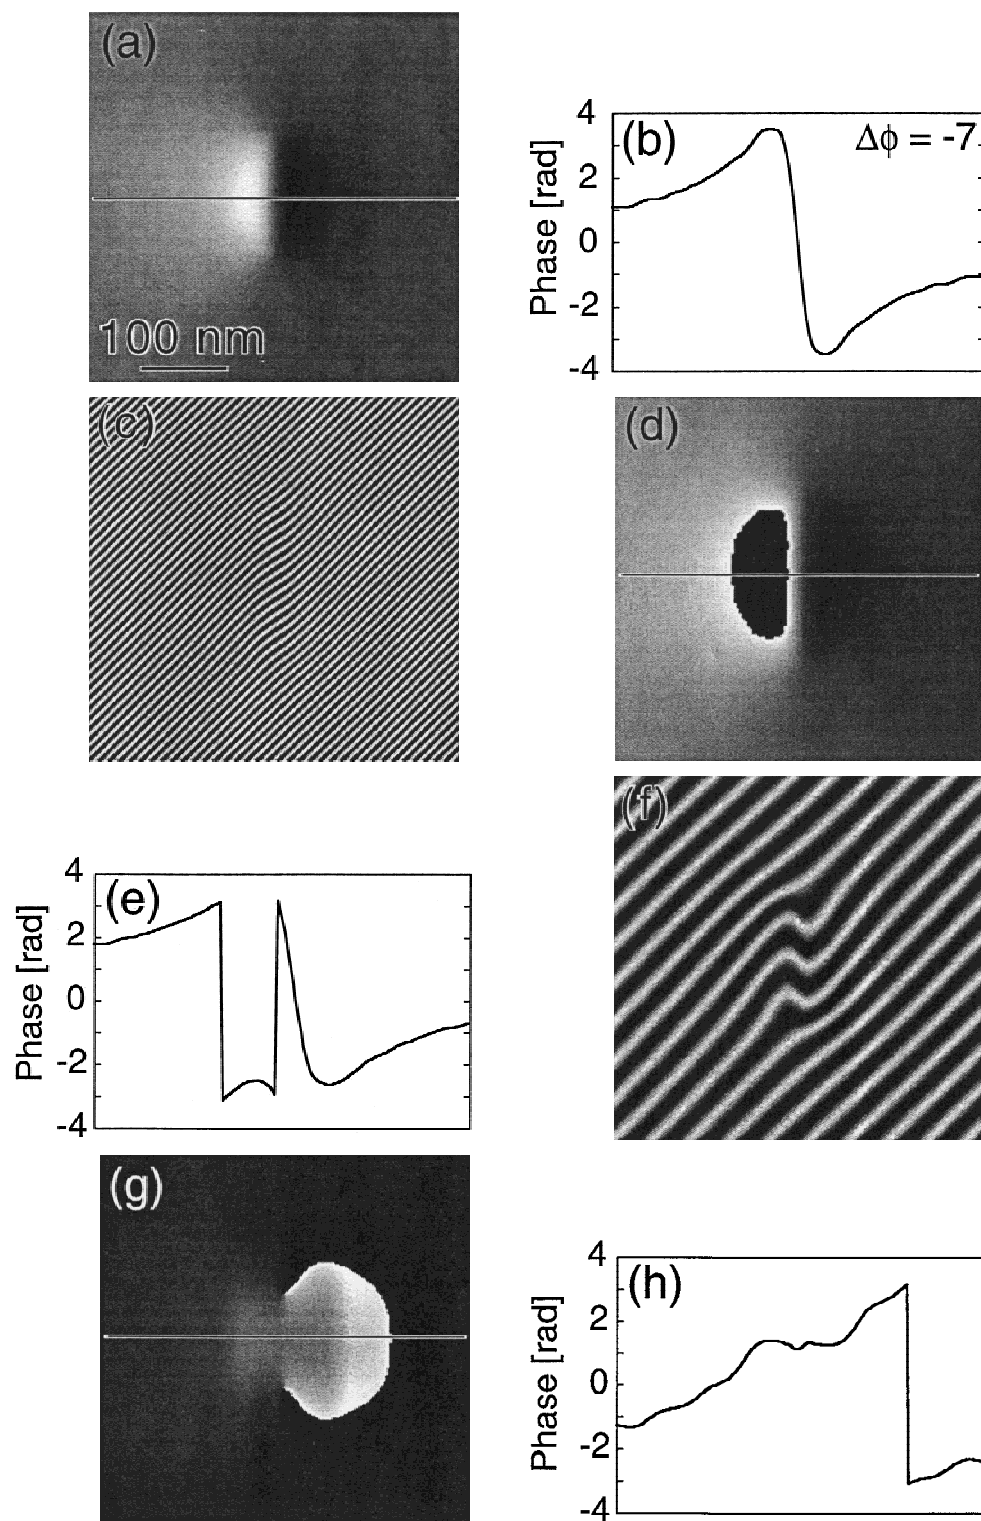 (a)
100 nm
(b)
Δϕ = -7
Phase [rad]
4
2
0
-2
-4
(c)
(d)
(e)
Phase [rad]
4
2
0
-2
-4
(f)
(g)
(h)
Phase [rad]
4
2
0
-2
-4